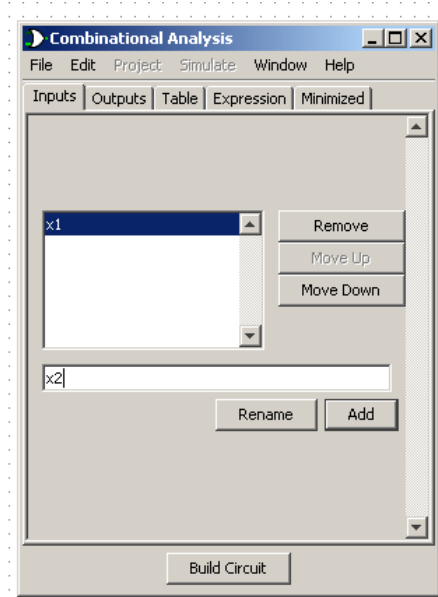 Combinational Analysis
File Edit Project Simulate Window Help
Inputs Outputs Table Expression Minimized
x1
Remove
Move Up
Move Down
x2
Rename Add
Build Circuit